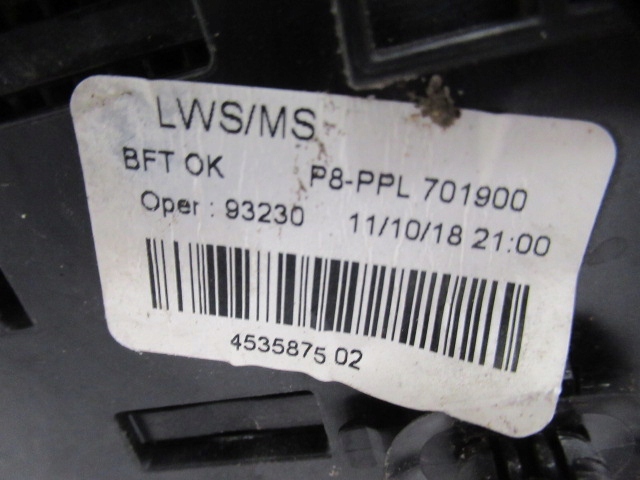 LWS/MS
BFT OK P8-PPL 701900
Oper : 93230 11/10/18 21:00
4535875 02